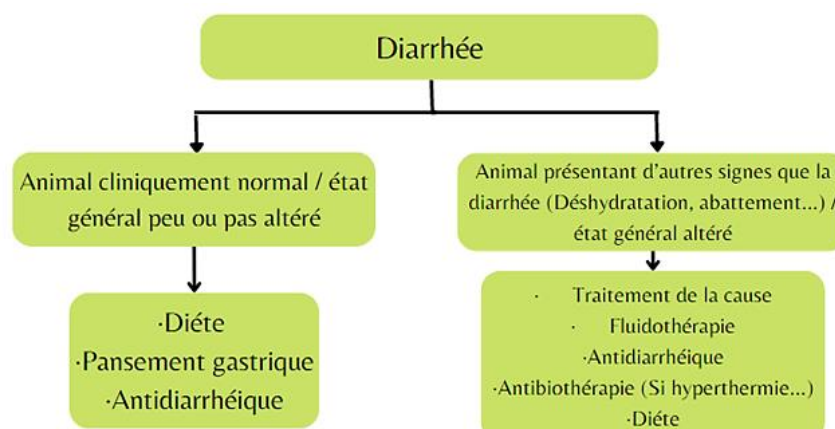 Diarrhée
Animal cliniquement normal / état
général peu ou pas altéré
·Diéte
·Pansement gastrique
·Antidiarrhéique
Animal présentant d'autres signes que la
diarrhée (Déshydratation, abattement...) /
état général altéré
· Traitement de la cause
· Fluidothérapie
·Antidiarrhéique
·Antibiothérapie (Si hyperthermie...)
·Diéte